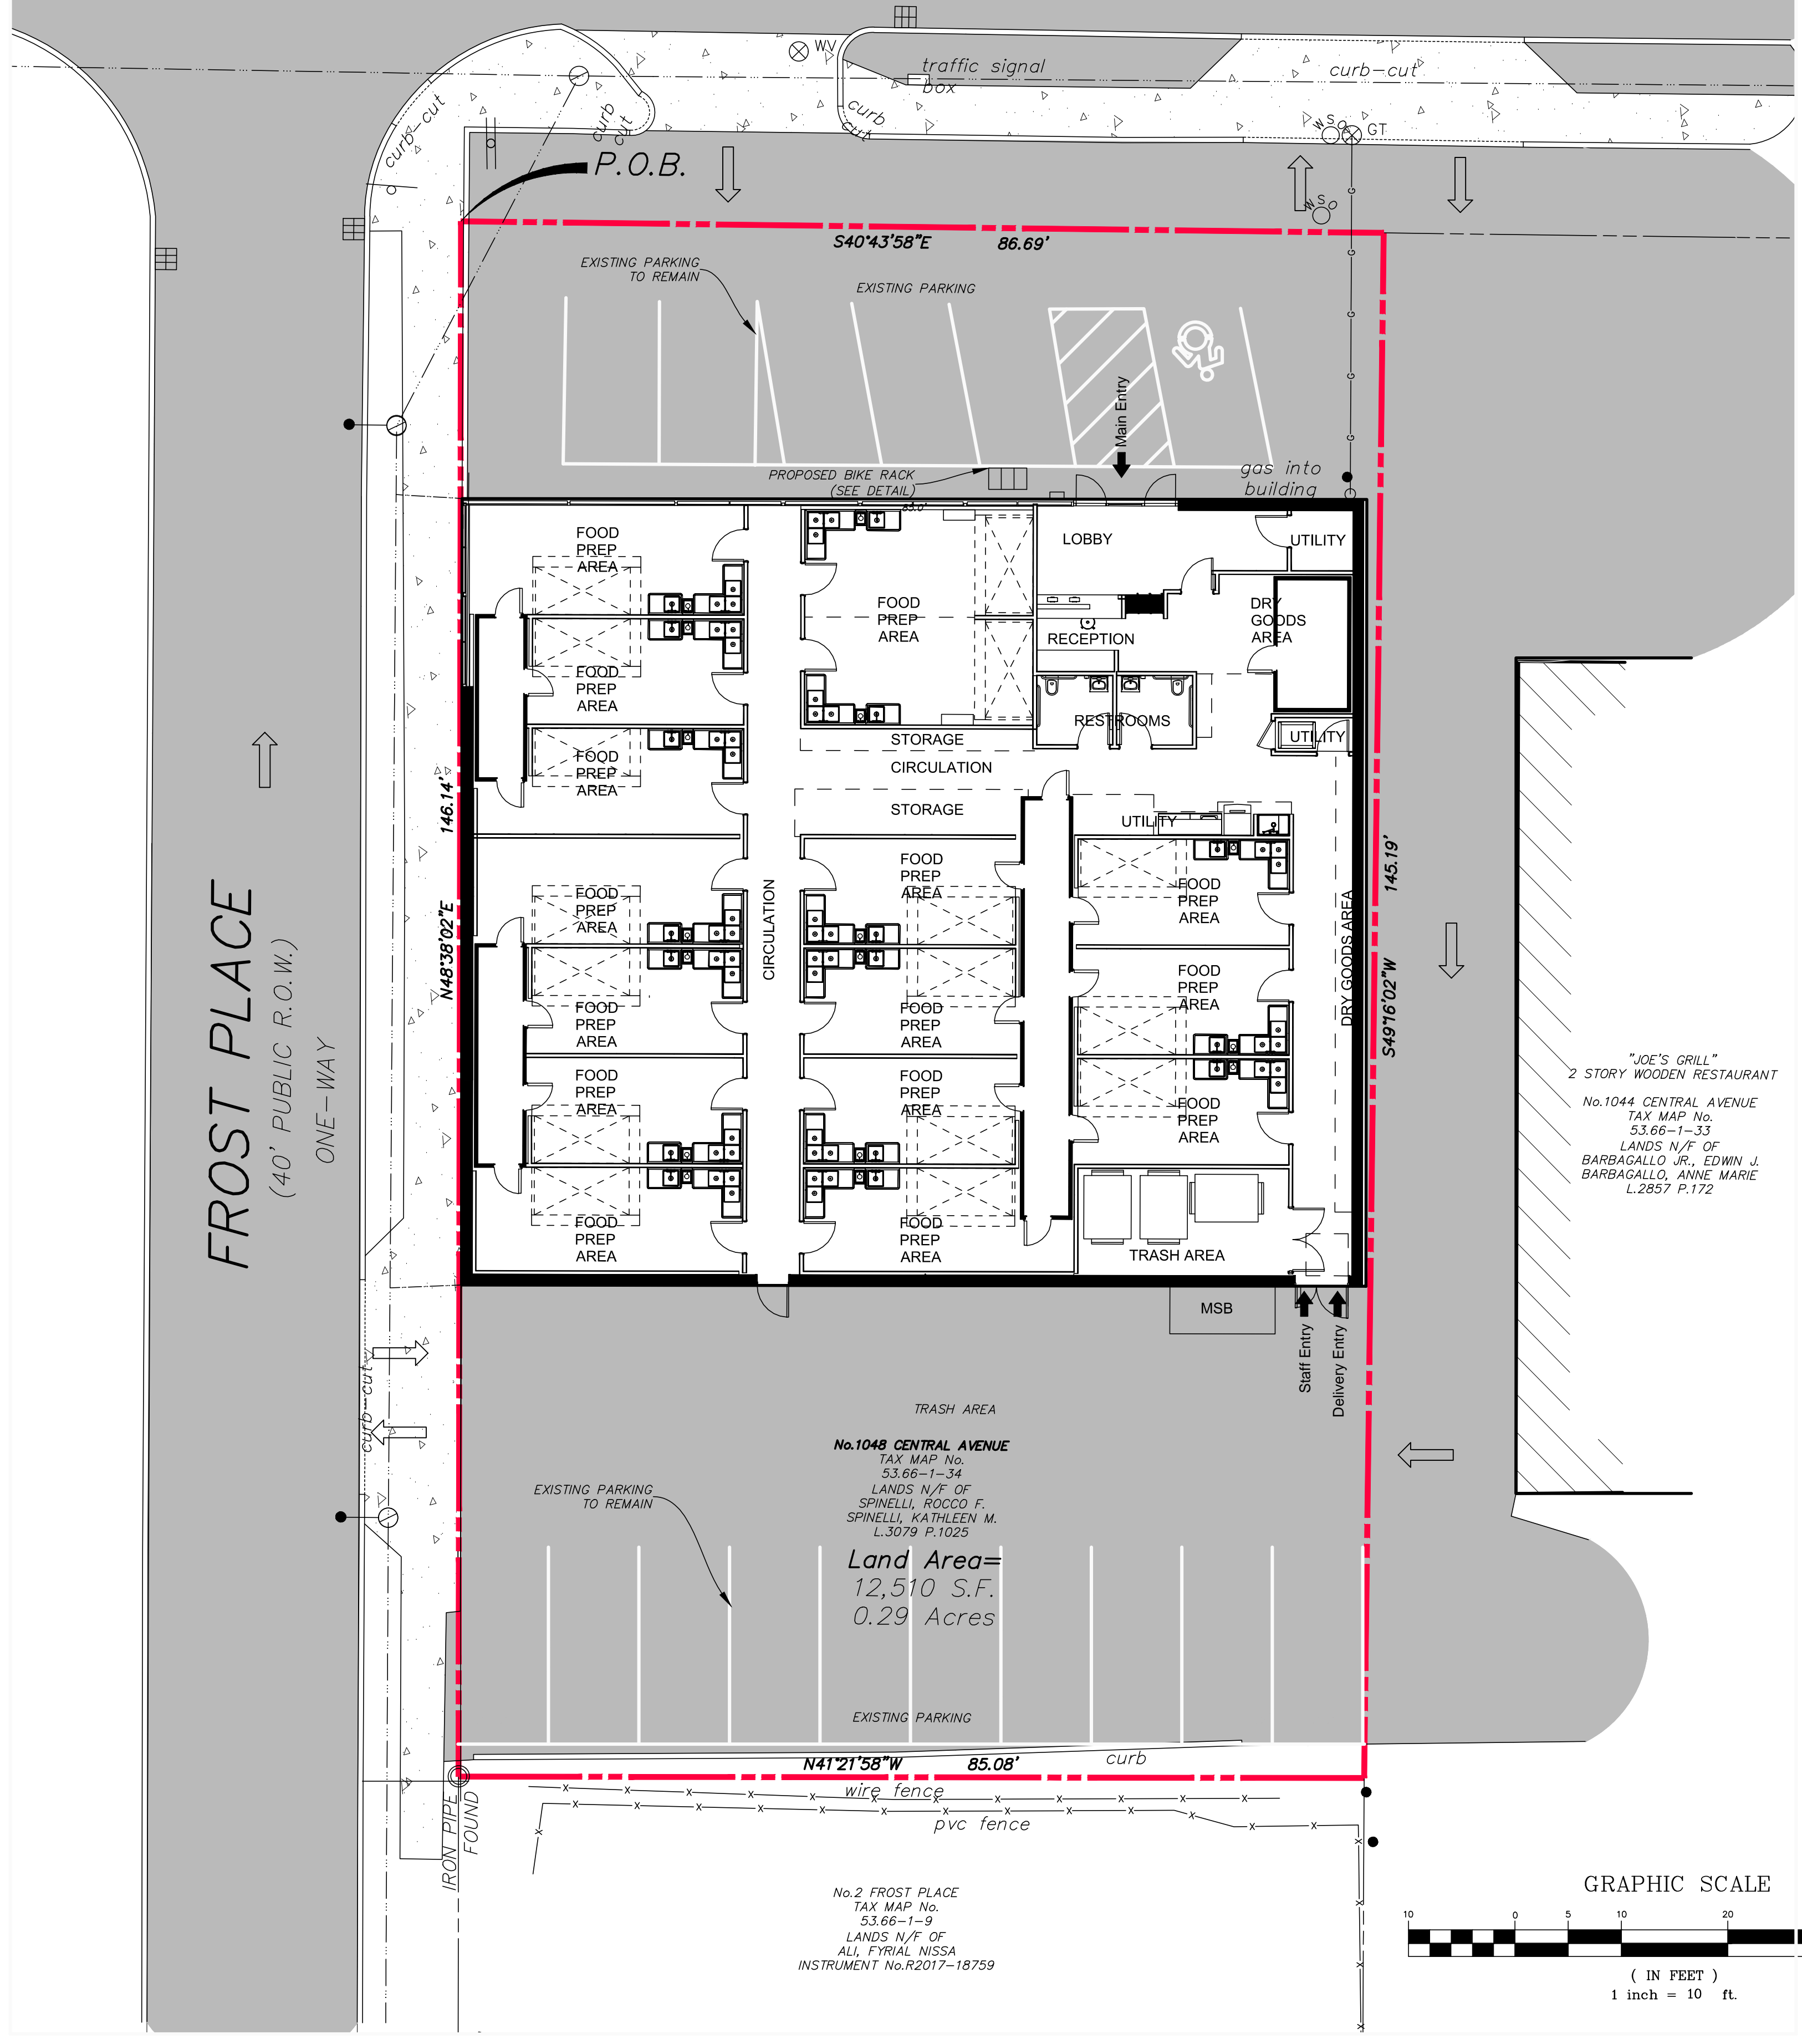 WV
traffic signal
box
curb-cut
curb-cut
curb
cut
curb
cut
WSO
GT
P.O.B.
WSO
S40°43'58"E 86.69'
EXISTING PARKING
TO REMAIN
EXISTING PARKING
G
G
G
G
Main Entry
PROPOSED BIKE RACK
(SEE DETAIL)
85.0'
gas into
building
FOOD
PREP
AREA
LOBBY
UTILITY
FOOD
PREP
AREA
DRY
GOODS
AREA
RECEPTION
FOOD
PREP
AREA
RESTROOMS
UTILITY
STORAGE
FOOD
PREP
AREA
CIRCULATION
STORAGE
UTILITY
146.14'
N48°38'02"E
145.19'
S49°16'02"W
FOOD
PREP
AREA
FOOD
PREP
AREA
FOOD
PREP
AREA
CIRCULATION
DRY GOODS AREA
FOOD
PREP
AREA
FOOD
PREP
AREA
FOOD
PREP
AREA
FOOD
PREP
AREA
FOOD
PREP
AREA
FOOD
PREP
AREA
FOOD
PREP
AREA
FOOD
PREP
AREA
TRASH AREA
FROST PLACE
(40' PUBLIC R.O.W.)
ONE-WAY
"JOE'S GRILL"
2 STORY WOODEN RESTAURANT
No.1044 CENTRAL AVENUE
TAX MAP No.
53.66-1-33
LANDS N/F OF
BARBAGALLO JR., EDWIN J.
BARBAGALLO, ANNE MARIE
L.2857 P.172
MSB
Staff Entry
Delivery Entry
curb-cut
TRASH AREA
No.1048 CENTRAL AVENUE
TAX MAP No.
53.66-1-34
LANDS N/F OF
SPINELLI, ROCCO F.
SPINELLI, KATHLEEN M.
L.3079 P.1025
EXISTING PARKING
TO REMAIN
Land Area=
12,510 S.F.
0.29 Acres
EXISTING PARKING
N41°21'58"W 85.08'
curb
wire fence
pvc fence
IRON PIPE
FOUND
No.2 FROST PLACE
TAX MAP No.
53.66-1-9
LANDS N/F OF
ALI, FYRIAL NISSA
INSTRUMENT No.R2017-18759
GRAPHIC SCALE
10 0 5 10 20
( IN FEET )
1 inch = 10 ft.